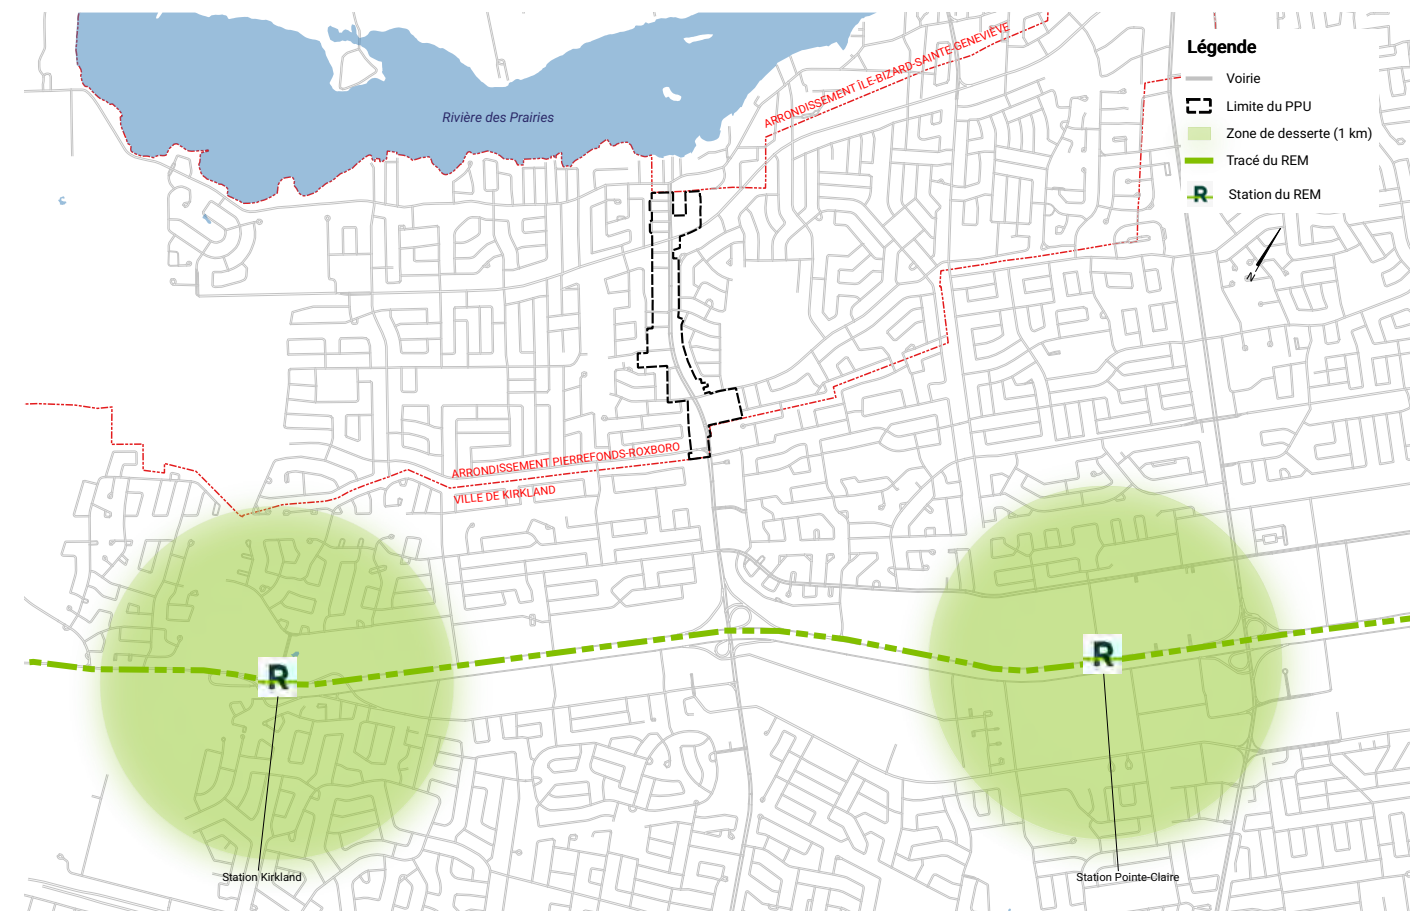 ARRONDISSEMENT ÎLE-BIZARD-SAINTE-GENEVIÈVE
Légende
Voirie
Limite du PPU
Zone de desserte (1 km)
Tracé du REM
R
Station du REM
Rivière des Prairies
N
ARRONDISSEMENT PIERREFONDS-ROXBORO
VILLE DE KIRKLAND
R
R
Station Kirkland
Station Pointe-Claire